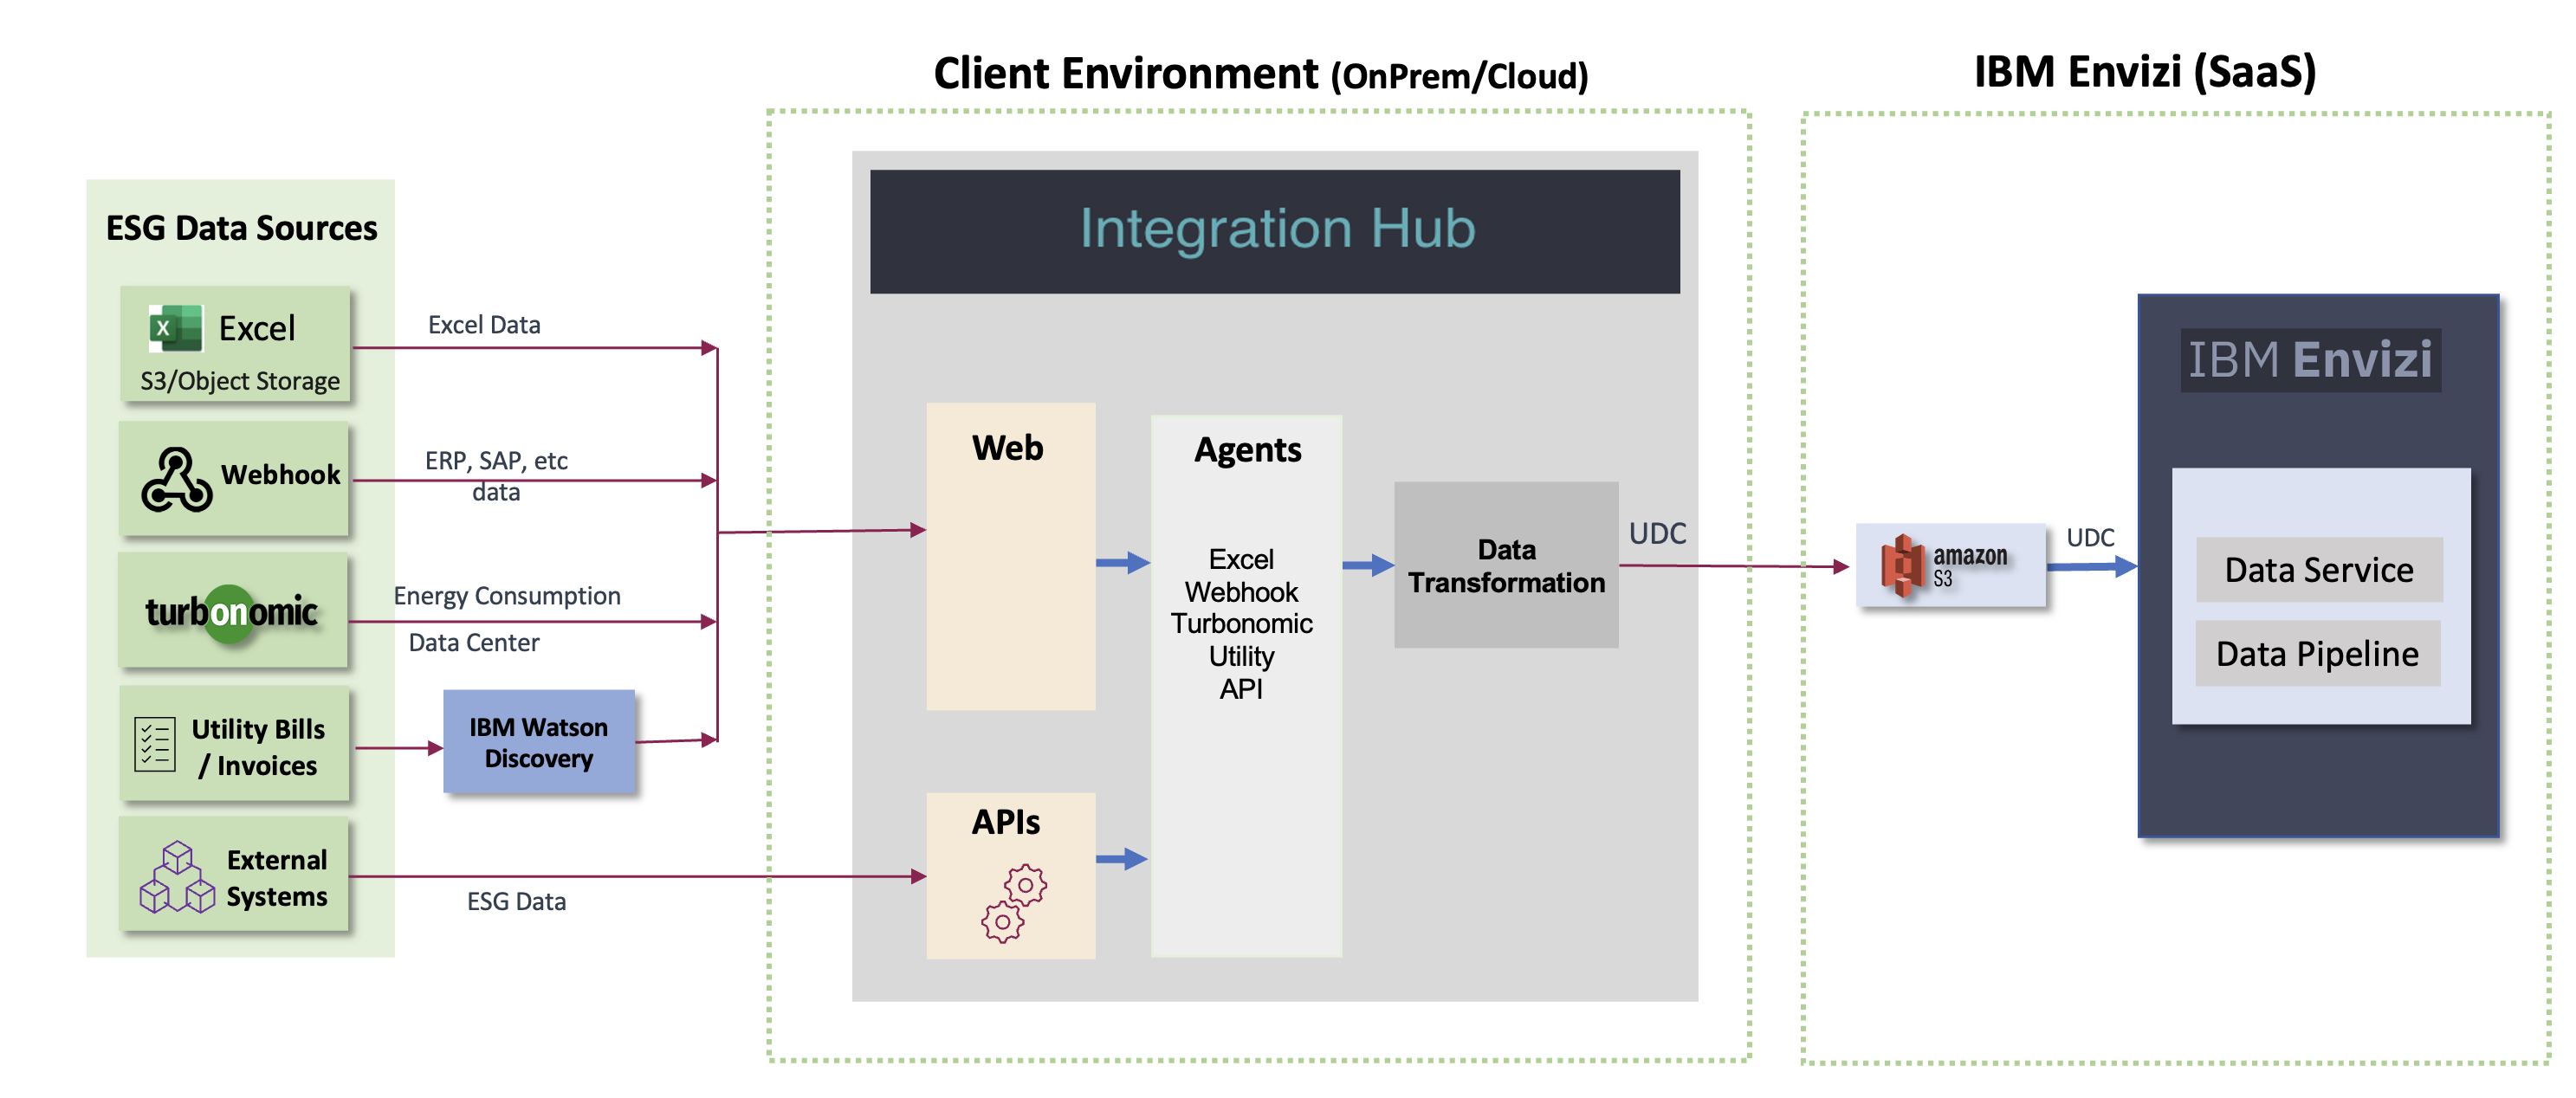 Client Environment (OnPrem/Cloud)
IBM Envizi (SaaS)
ESG Data Sources
Excel
S3/Object Storage
Webhook
turbonomic
Utility Bills
/ Invoices
External
Systems
Excel Data
ERP, SAP, etc
data
Energy Consumption
Data Center
IBM Watson
Discovery
ESG Data
Integration Hub
Web
APIs
Agents
Excel
Webhook
Turbonomic
Utility
API
Data
Transformation
UDC
amazon
S3
UDC
IBM Envizi
Data Service
Data Pipeline